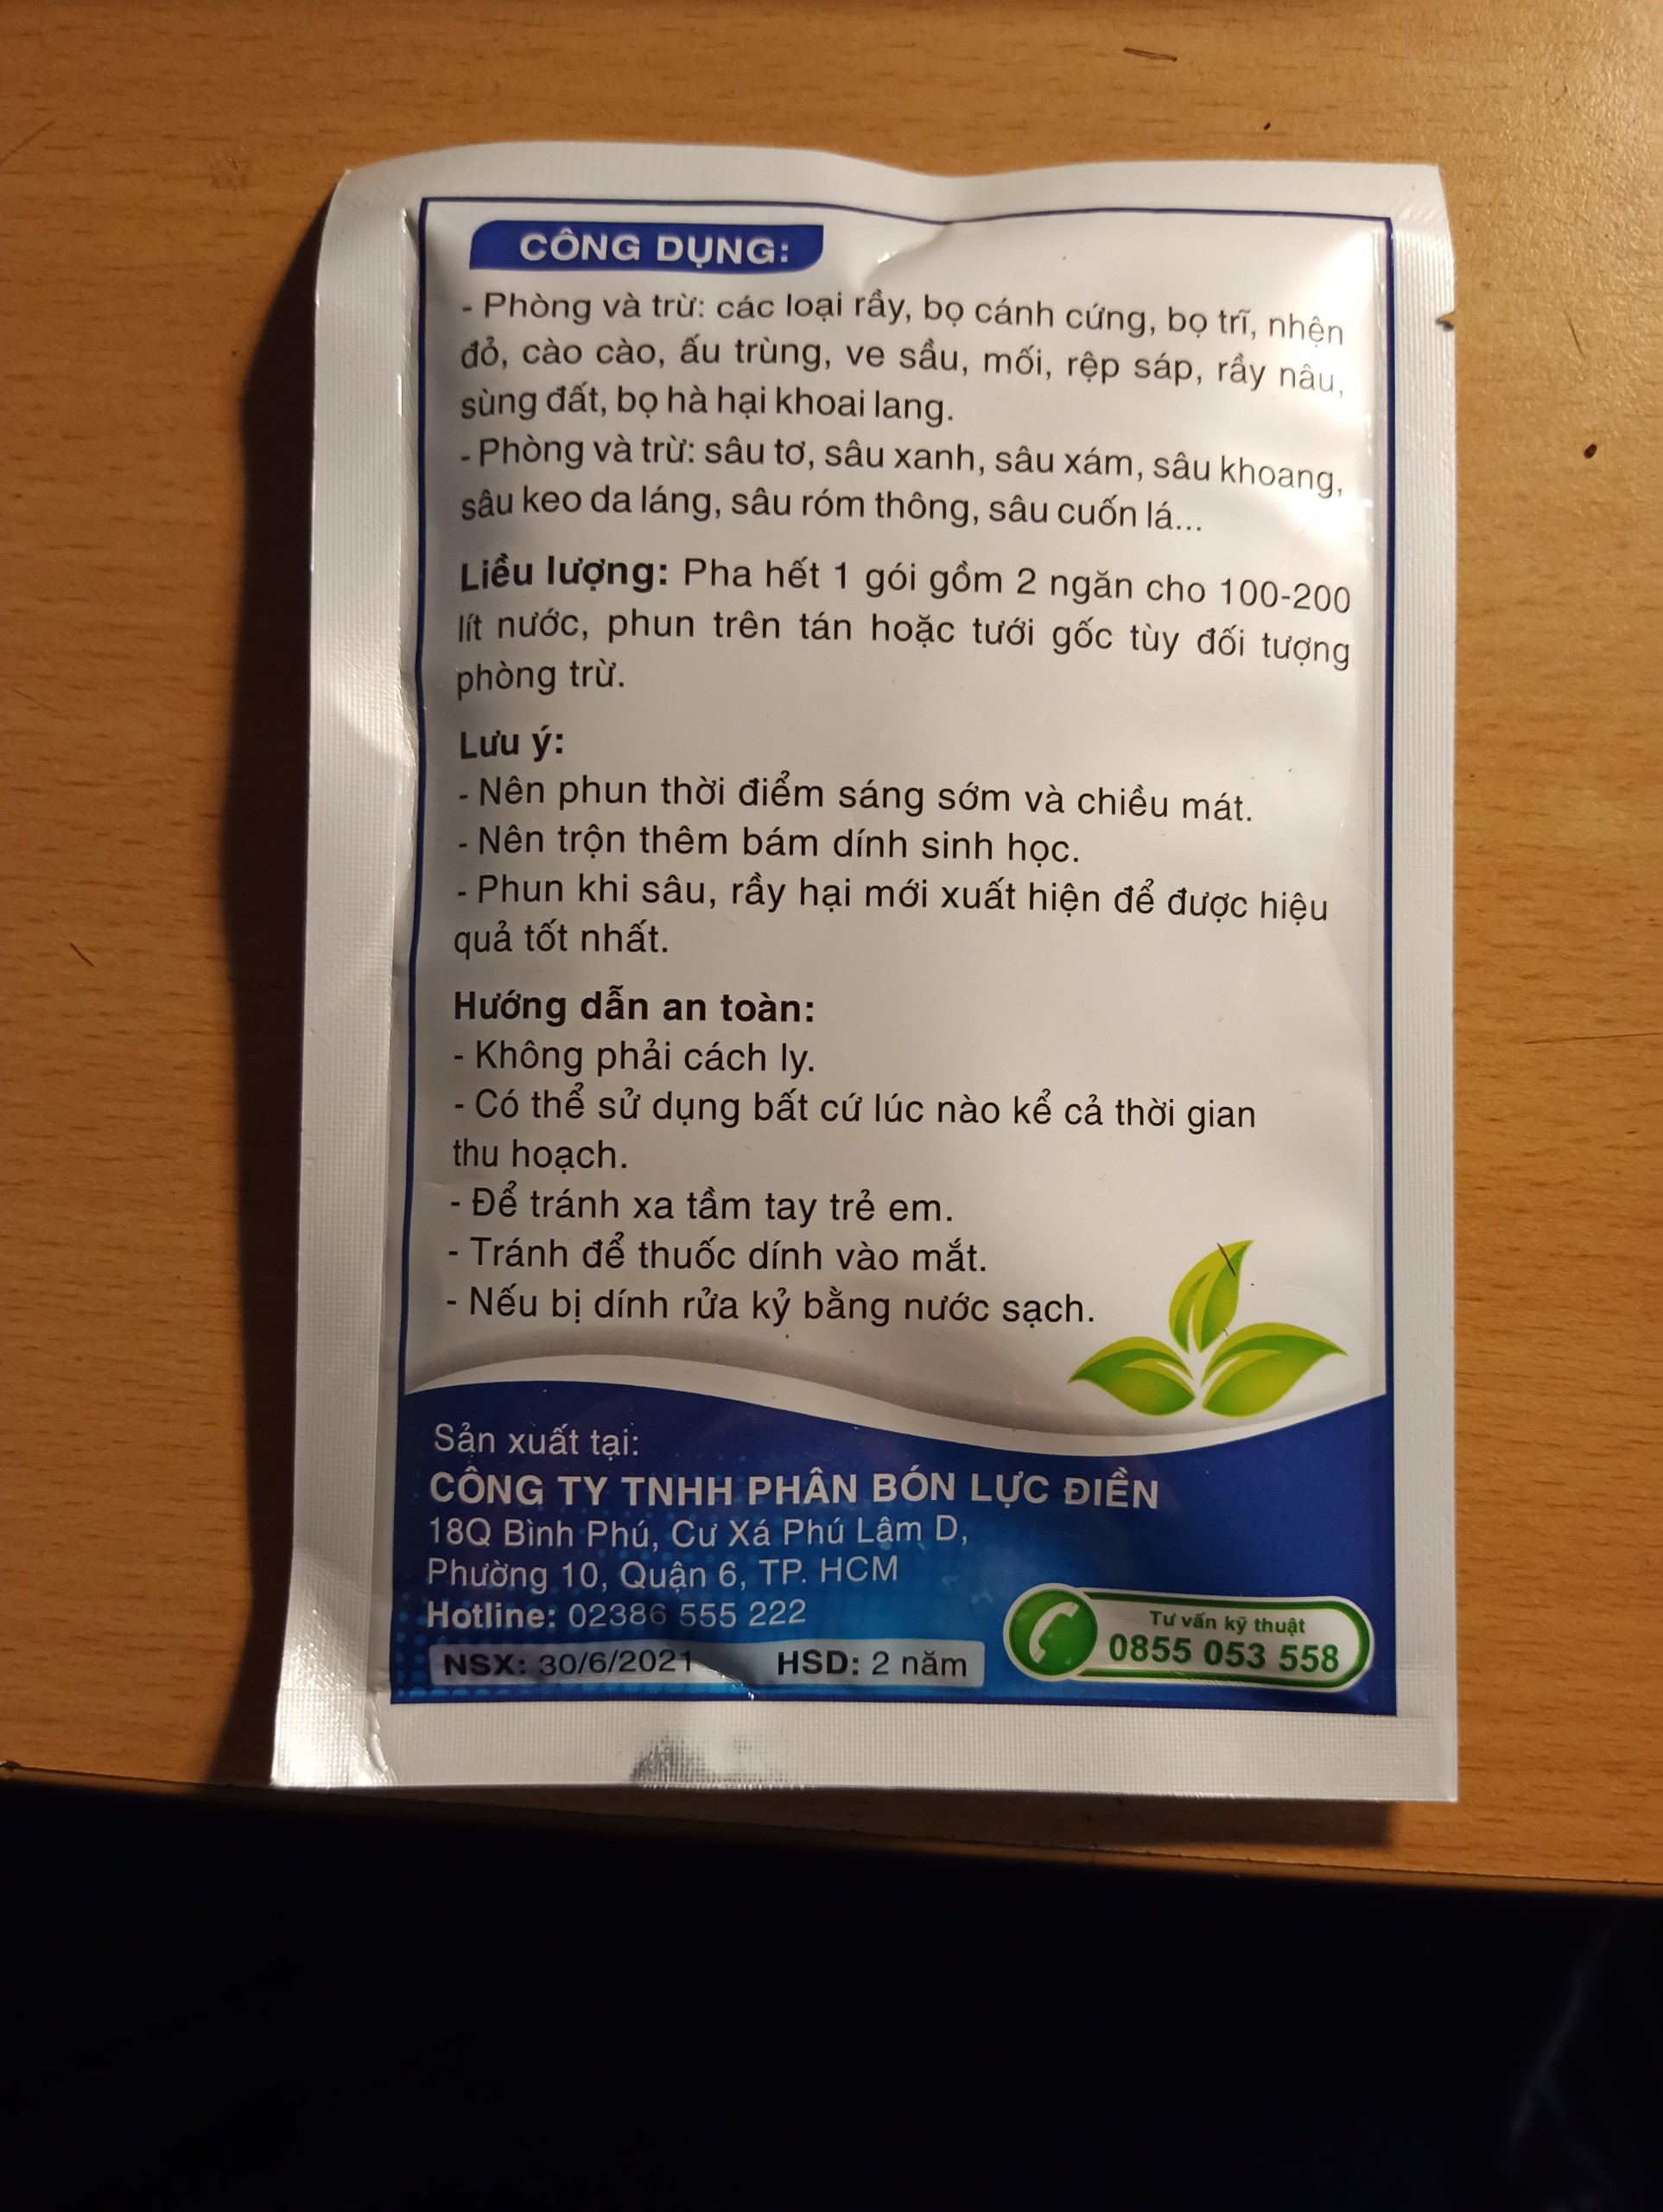 CÔNG DỤNG:
- Phòng và trừ: các loại rầy, bọ cánh cứng, bọ trĩ, nhện
đỏ, cào cào, ấu trùng, ve sầu, mối, rệp sáp, rầy nâu,
sùng đất, bọ hà hại khoai lang.
- Phòng và trừ: sâu tơ, sâu xanh, sâu xám, sâu khoang,
sâu keo da láng, sâu róm thông, sâu cuốn lá...
Liều lượng: Pha hết 1 gói gồm 2 ngăn cho 100-200
lít nước, phun trên tán hoặc tưới gốc tùy đối tượng
phòng trừ.
Lưu ý:
- Nên phun thời điểm sáng sớm và chiều mát.
- Nên trộn thêm bám dính sinh học.
- Phun khi sâu, rầy hại mới xuất hiện để được hiệu
quả tốt nhất.
Hướng dẫn an toàn:
- Không phải cách ly.
- Có thể sử dụng bất cứ lúc nào kể cả thời gian
thu hoạch.
- Để tránh xa tầm tay trẻ em.
- Tránh để thuốc dính vào mắt.
- Nếu bị dính rửa kỷ bằng nước sạch.
Sản xuất tại:
CÔNG TY TNHH PHÂN BÓN LỰC ĐIỀN
18Q Bình Phú, Cư Xá Phú Lâm D,
Phường 10, Quận 6, TP. HCM
Hotline: 02386 555 222
NSX: 30/6/2021 HSD: 2 năm
Tư vấn kỹ thuật
0855 053 558